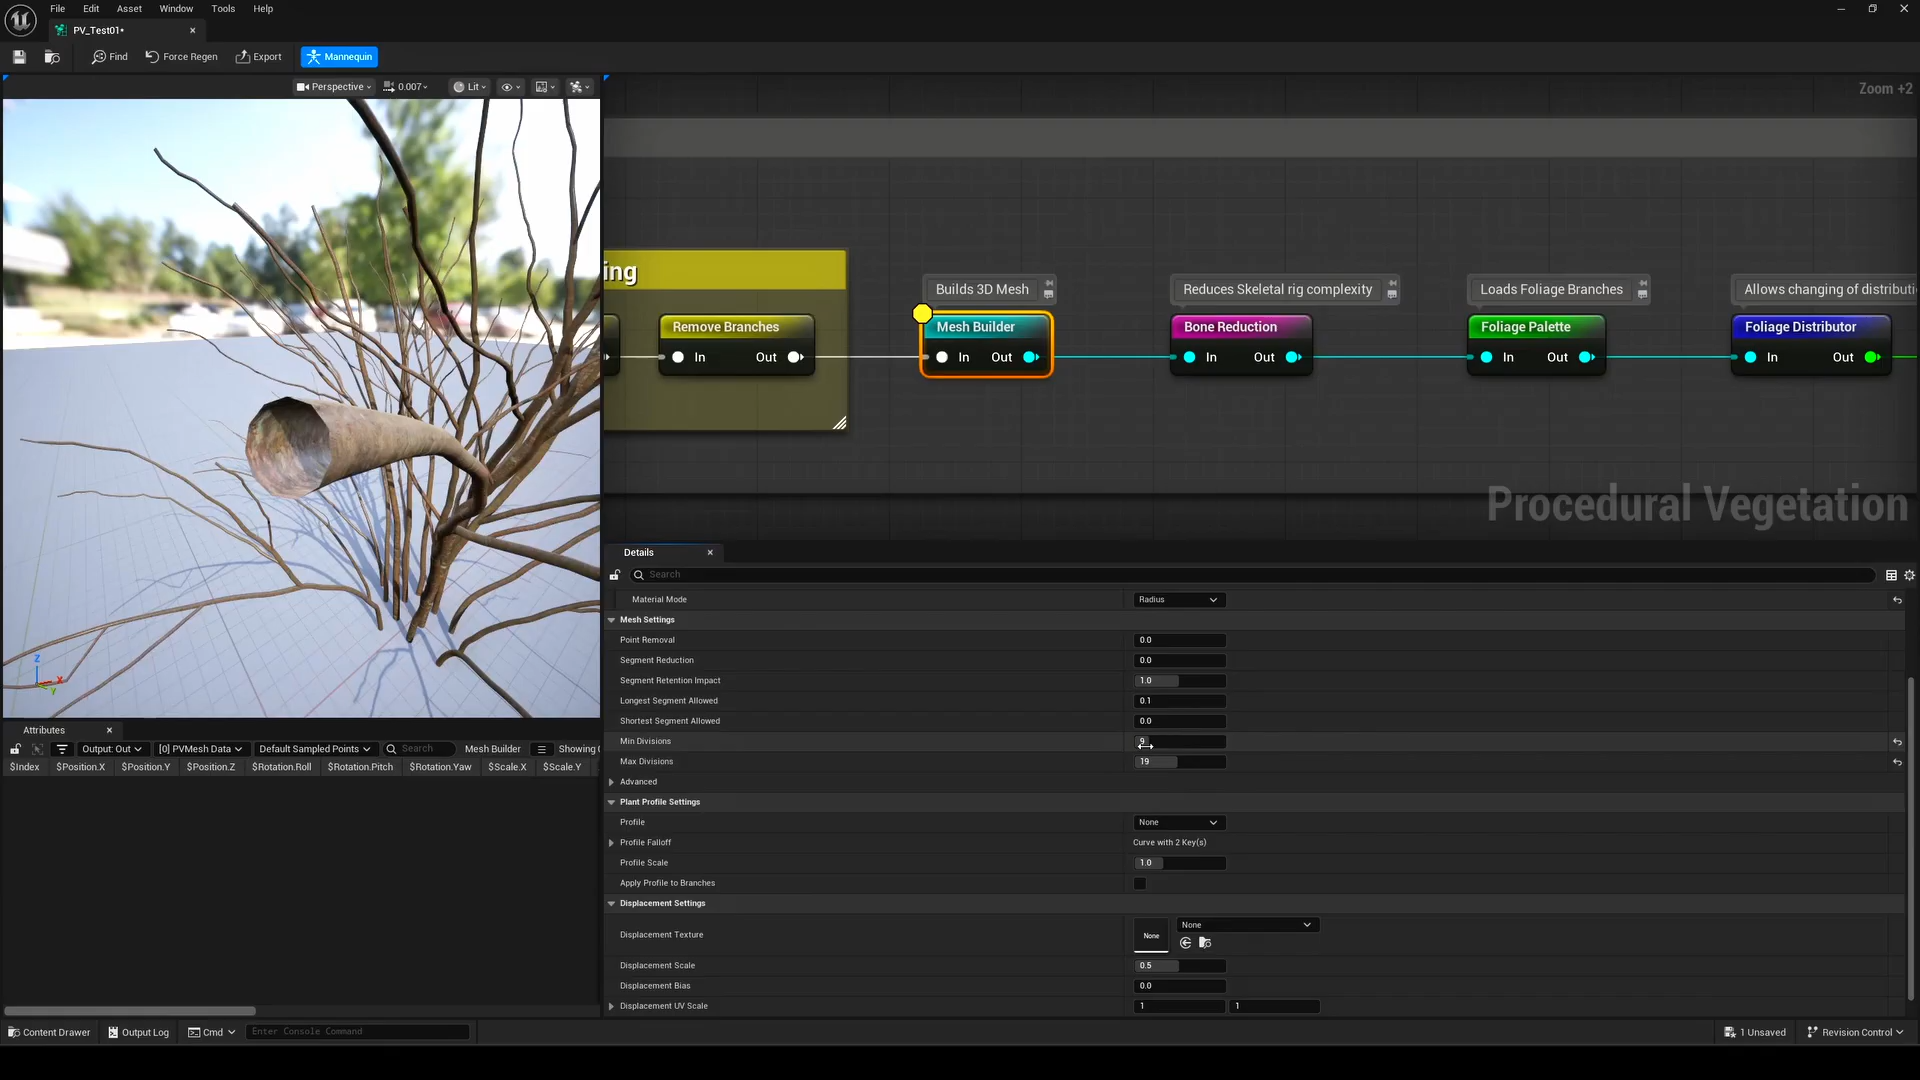 File Edit Asset Window Tools Help
PV_Test01*
Find Force Regen Export Mannequin
Perspective 0.007 Lit
Zoom +2
ing
Builds 3D Mesh
Reduces Skeletal rig complexity
Loads Foliage Branches
Allows changing of distributi
Remove Branches
Mesh Builder
Bone Reduction
Foliage Palette
Foliage Distributor
In Out
In Out
In Out
In Out
In Out
Procedural Vegetation
Z
X
Y
Details
Search
Material Mode Radius
Mesh Settings
Point Removal 0.0
Segment Reduction 0.0
Segment Retention Impact 1.0
Longest Segment Allowed 0.1
Shortest Segment Allowed 0.0
Min Divisions 9
Max Divisions 19
Advanced
Plant Profile Settings
Profile None
Profile Falloff Curve with 2 Key(s)
Profile Scale 1.0
Apply Profile to Branches
Displacement Settings
Displacement Texture None None
Displacement Scale 0.5
Displacement Bias 0.0
Displacement UV Scale 1 1
Attributes
Output: Out [0] PVMesh Data Default Sampled Points Search Mesh Builder Showing
$Index $Position.X $Position.Y $Position.Z $Rotation.Roll $Rotation.Pitch $Rotation.Yaw $Scale.X $Scale.Y
Content Drawer Output Log Cmd Enter Console Command
1 Unsaved Revision Control